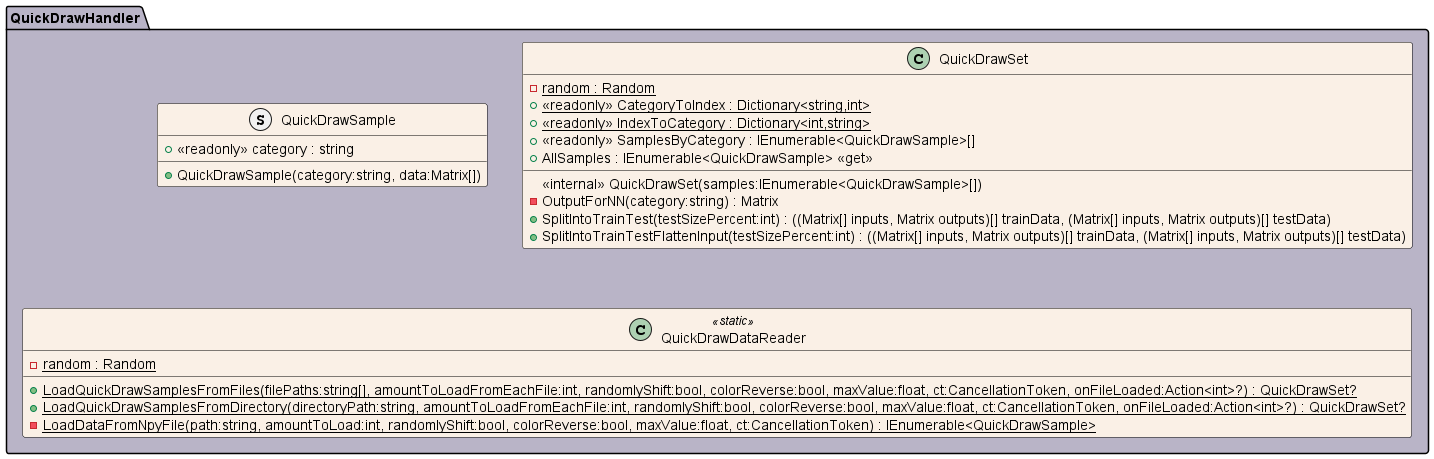 QuickDrawHandler
S QuickDrawSample
«readonly» category : string
QuickDrawSample(category:string, data:Matrix[])
C QuickDrawSet
random : Random
«readonly» CategoryToIndex : Dictionary<string,int>
«readonly» IndexToCategory : Dictionary<int,string>
«readonly» SamplesByCategory : IEnumerable<QuickDrawSample>[]
AllSamples : IEnumerable<QuickDrawSample> «get»
«internal» QuickDrawSet(samples:IEnumerable<QuickDrawSample>[])
OutputForNN(category:string) : Matrix
SplitIntoTrainTest(testSizePercent:int) : ((Matrix[] inputs, Matrix outputs)[] trainData, (Matrix[] inputs, Matrix outputs)[] testData)
SplitIntoTrainTestFlattenInput(testSizePercent:int) : ((Matrix[] inputs, Matrix outputs)[] trainData, (Matrix[] inputs, Matrix outputs)[] testData)
«static»
C QuickDrawDataReader
random : Random
LoadQuickDrawSamplesFromFiles(filePaths:string[], amountToLoadFromEachFile:int, randomlyShift:bool, colorReverse:bool, maxValue:float, ct:CancellationToken, onFileLoaded:Action<int>?) : QuickDrawSet?
LoadQuickDrawSamplesFromDirectory(directoryPath:string, amountToLoadFromEachFile:int, randomlyShift:bool, colorReverse:bool, maxValue:float, ct:CancellationToken, onFileLoaded:Action<int>?) : QuickDrawSet?
LoadDataFromNpyFile(path:string, amountToLoad:int, randomlyShift:bool, colorReverse:bool, maxValue:float, ct:CancellationToken) : IEnumerable<QuickDrawSample>